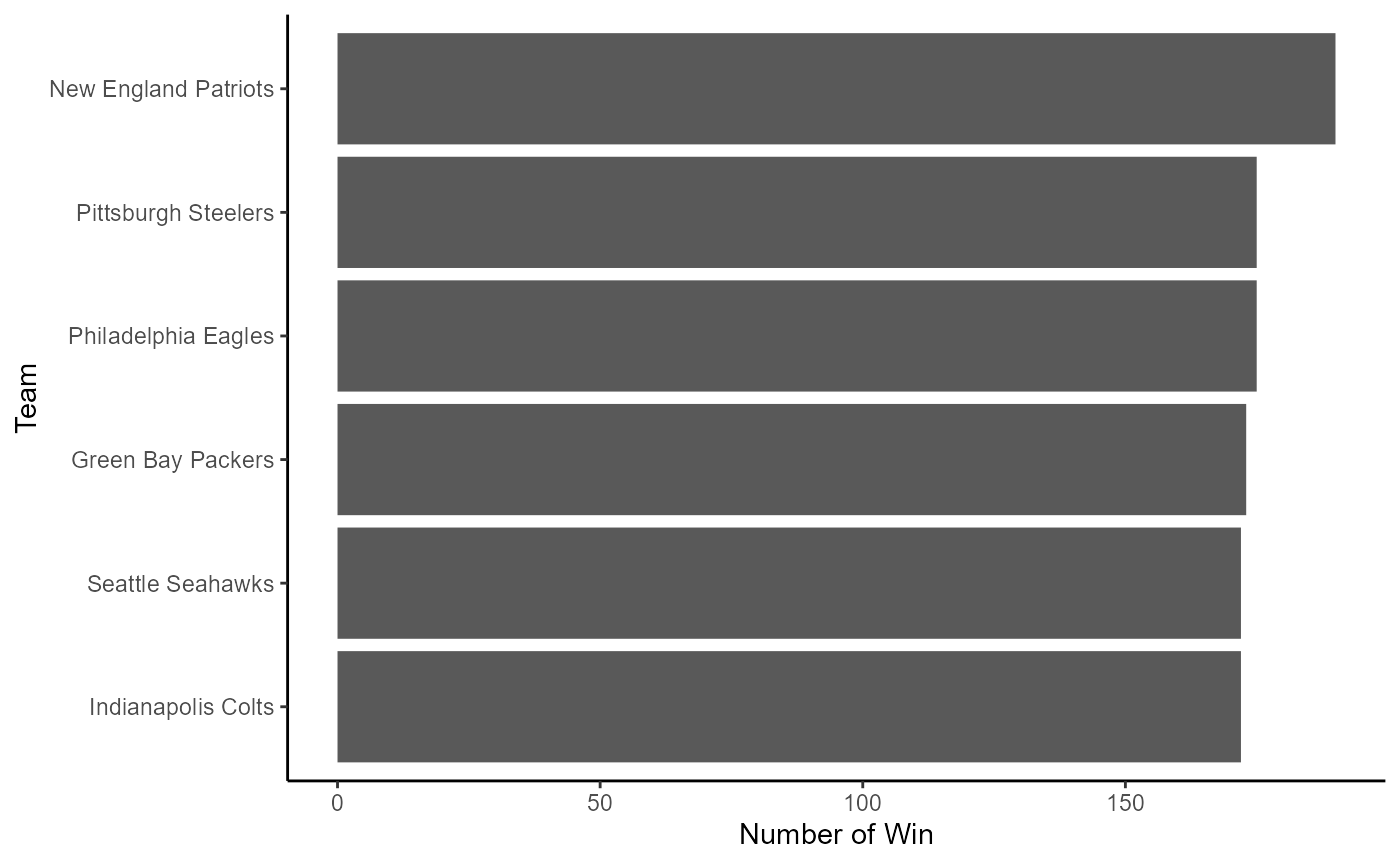 New England Patriots
Pittsburgh Steelers
Philadelphia Eagles
Green Bay Packers
Seattle Seahawks
Indianapolis Colts
Team
0 50 100 150
Number of Win